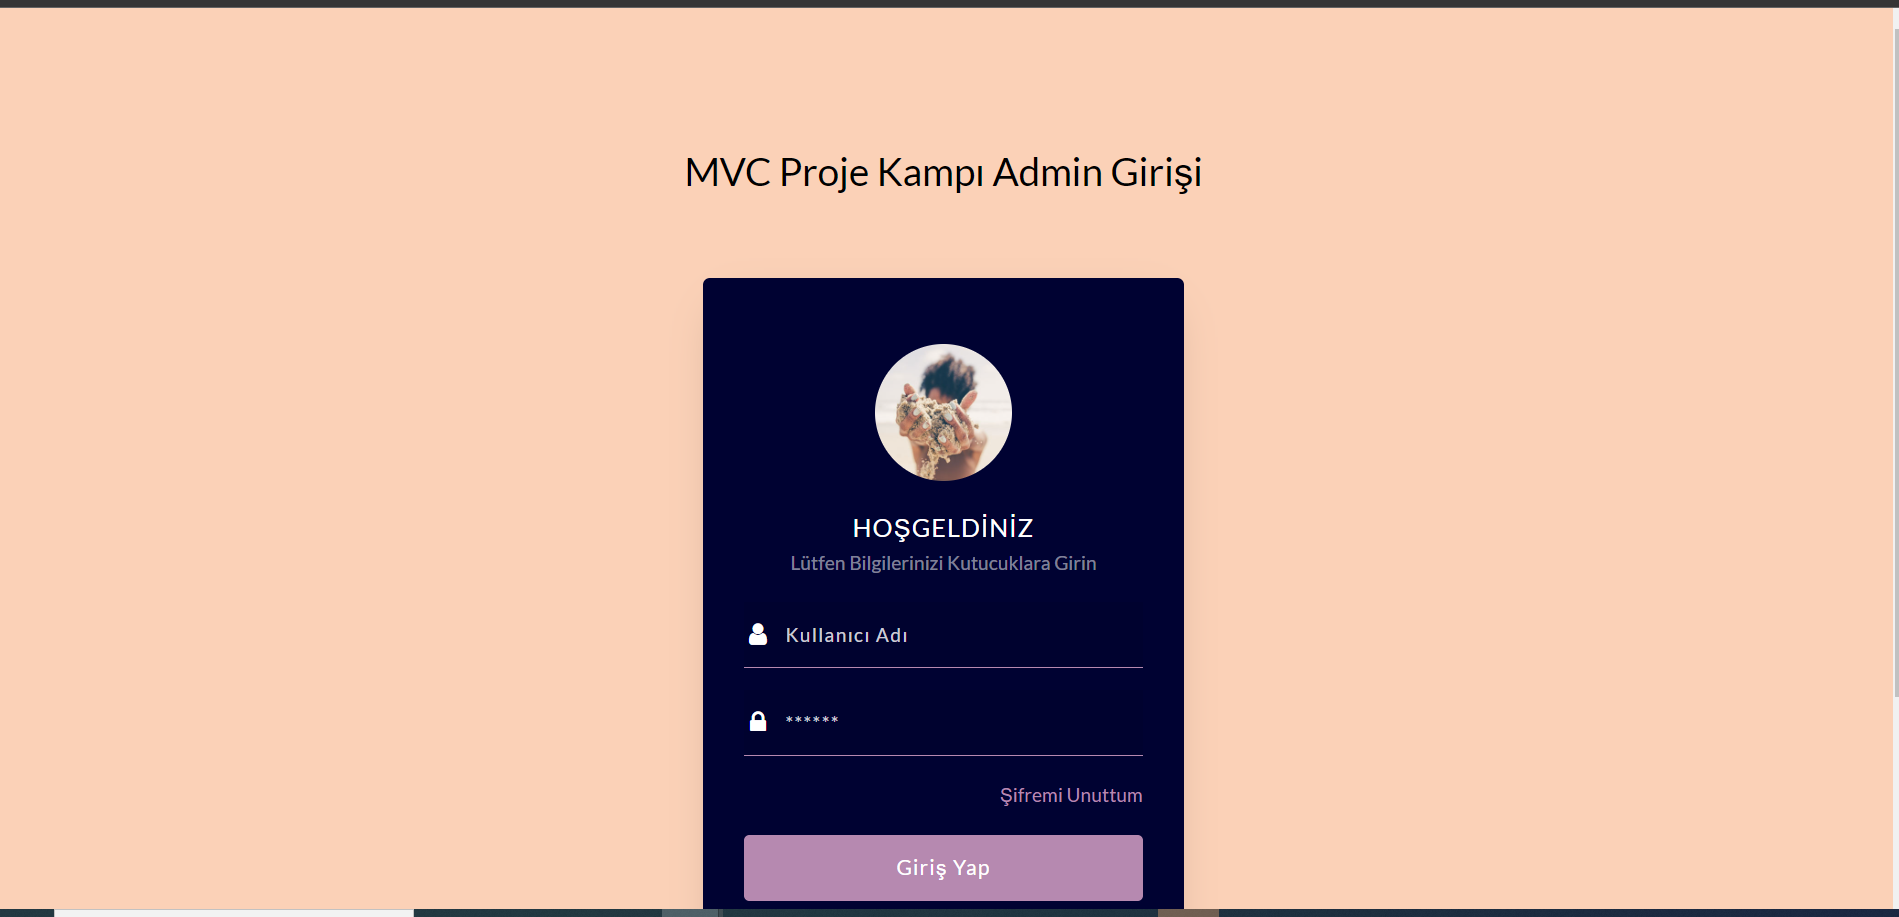 MVC Proje Kampı Admin Girişi
HOŞGELDİNİZ
Lütfen Bilgilerinizi Kutucuklara Girin
Kullanıcı Adı
******
Şifremi Unuttum
Giriş Yap